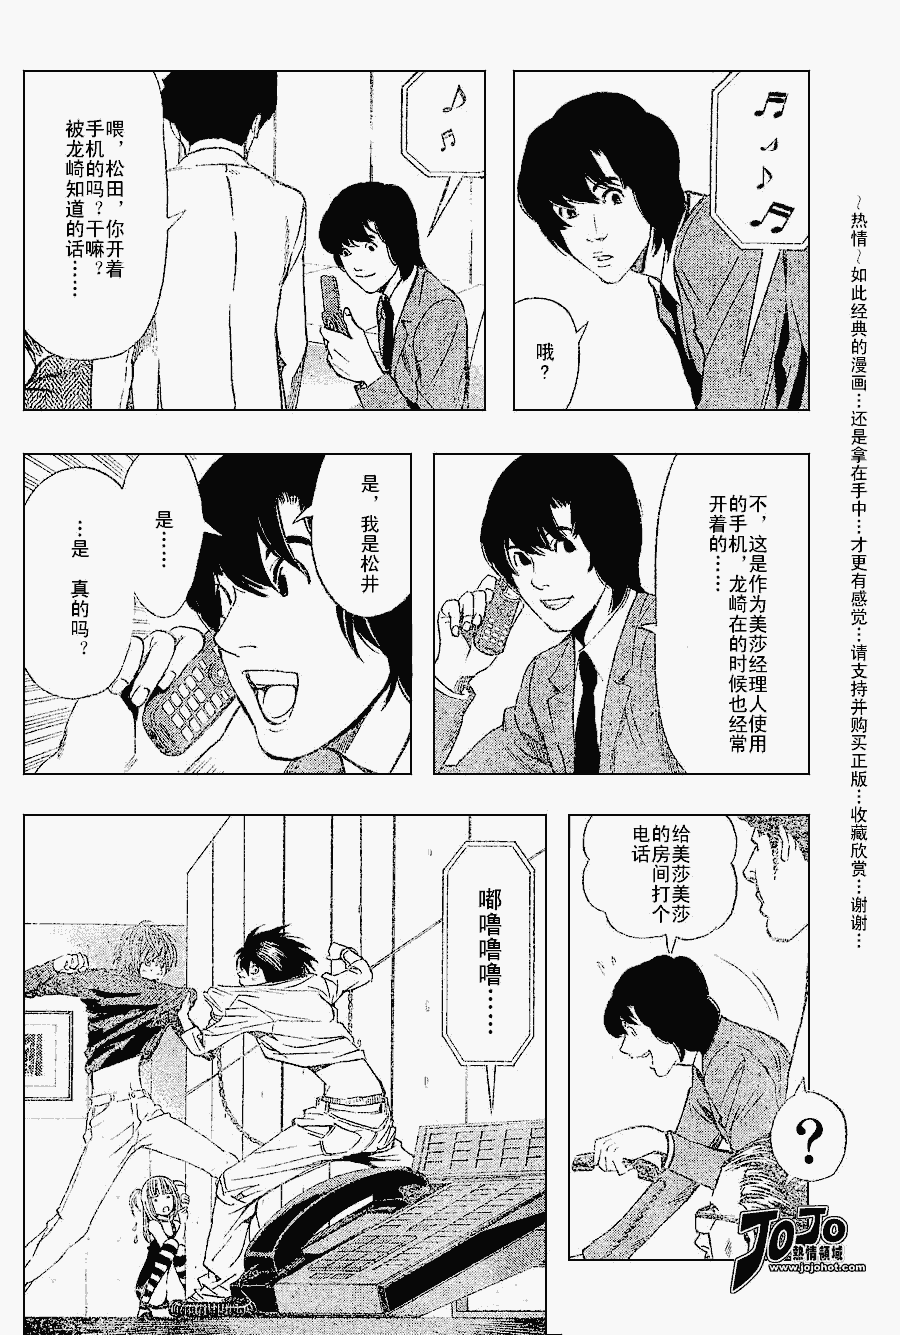 哦?
喂,松田,你开着
手机的吗?干嘛?
被龙崎知道的话……
不,这是作为美莎经理人使用
的手机,龙崎在的时候也经常
开着的……
是,我是松井
是……
…是 真的吗?
给美莎美莎
的房间打个
电话
?
嘟噜噜噜……
~热情~如此经典的漫画…还是拿在手中…才更有感觉…请支持并购买正版…收藏欣赏…谢谢…
JOJO
熱情領域
www.jojohot.com